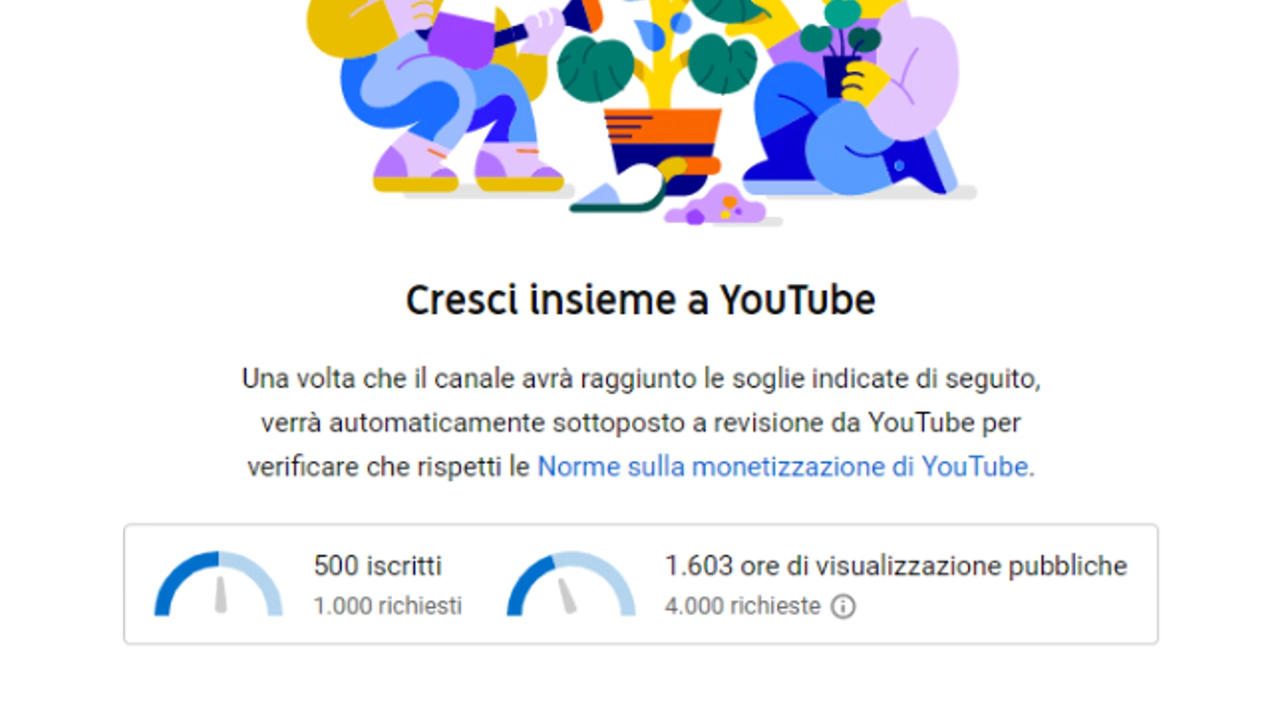 Cresci insieme a YouTube
Una volta che il canale avrà raggiunto le soglie indicate di seguito,
verrà automaticamente sottoposto a revisione da YouTube per
verificare che rispetti le Norme sulla monetizzazione di YouTube.
500 iscritti
1.000 richiesti
1.603 ore di visualizzazione pubbliche
4.000 richieste